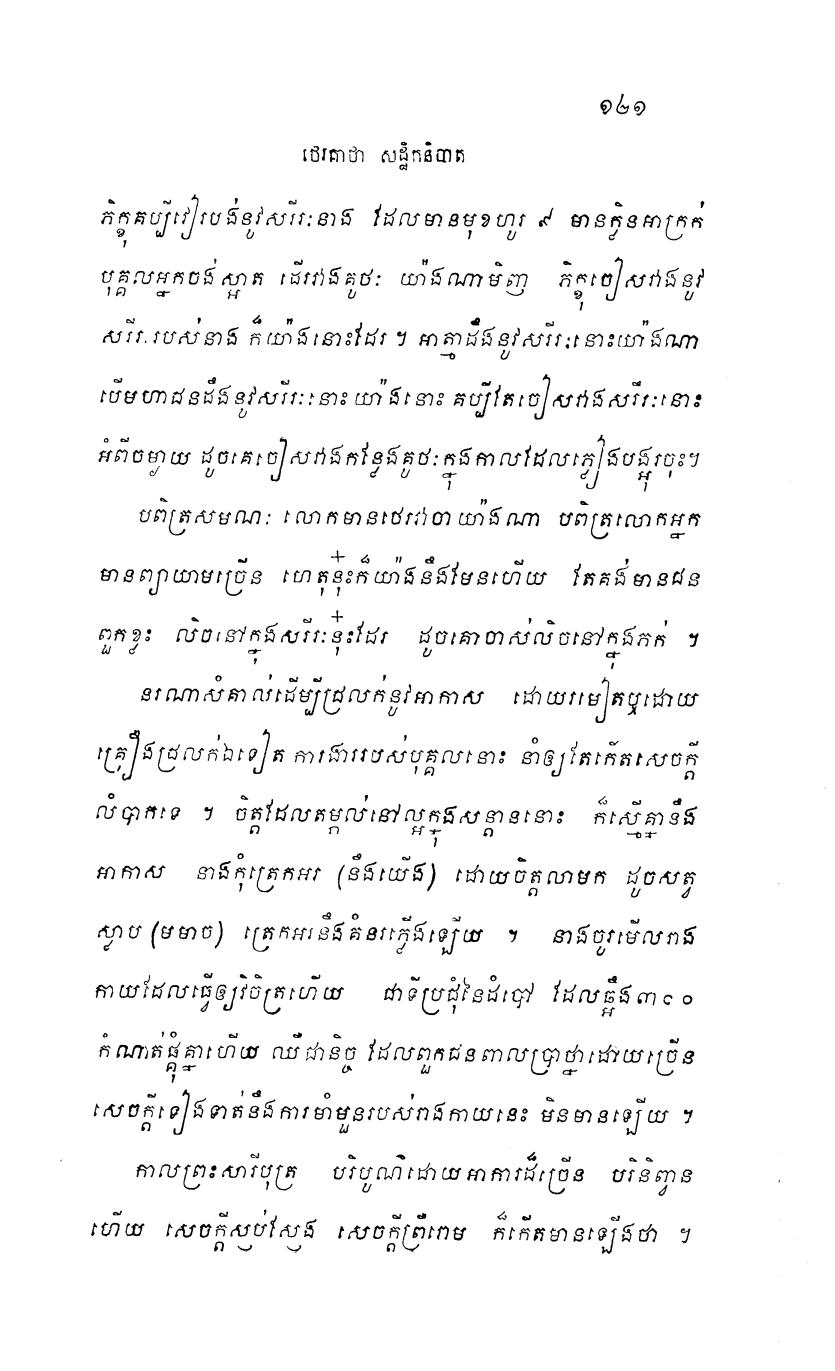 ១៤១
ថេរគាថា សដ្ឋិកនិបាត
ភិក្ខុគប្បីវៀរបង់នូវសរីរៈនាង ដែលមានមុខហូរ ៩ មានក្លិនអាក្រក់
បុគ្គលអ្នកចង់ស្អាត ដើរវាងគូថៈ យ៉ាងណាមិញ ភិក្ខុចៀសវាងនូវ
សរីរៈរបស់នាង ក៏យ៉ាងនោះដែរ ។ អាត្មាដឹងនូវសរីរៈនោះយ៉ាងណា
បើមហាជនដឹងនូវសរីរៈនោះ យ៉ាងនោះ គប្បីតែចៀសវាងសរីរៈនោះ
អំពីចម្ងាយ ដូចគេចៀសវាងកន្លែងគូថៈក្នុងកាលដែលភ្លៀងបង្អុរចុះ។
បពិត្រសមណៈ លោកមានថេរវាចា យ៉ាងណា បពិត្រលោកអ្នក
មានព្យាយាមច្រើន ហេតុនុ៎ះក៏យ៉ាងនឹងមែនហើយ តែគង់មានជន
ពួកខ្លះ លិចនៅក្នុងសរីរៈនុ៎ះដែរ ដូចគោចាស់លិចនៅក្នុងភក់ ។
នរណាសំគាល់ដើម្បីជ្រលក់នូវអាកាស ដោយរមៀតឬដោយ
គ្រឿងជ្រលក់ឯទៀត ការងាររបស់បុគ្គលនោះ នាំឲ្យតែកើតសេចក្តី
លំបាកទេ ។ ចិត្តដែលតម្កល់នៅល្អក្នុងសន្តាននោះ ក៏ស្មើគ្នានឹង
អាកាស នាងកុំត្រេកអរ (នឹងយើង) ដោយចិត្តលាមក ដូចសត្វ
ស្លាប (មមាច) ត្រេកអរនឹងគំនរភ្លើងឡើយ ។ នាងចូរមើលរាង
កាយដែលធ្វើឲ្យវិចិត្រហើយ ជាទីប្រជុំនៃដំបៅ ដែលឆ្អឹង៣០០
កំណាត់ផ្គុំគ្នាហើយ ឈឺជានិច្ច ដែលពួកជនពាលប្រាថ្នាដោយច្រើន
សេចក្តីទៀងទាត់នឹងការមាំមួនរបស់រាងកាយនេះ មិនមានឡើយ ។
កាលព្រះសារីបុត្រ បរិបូណ៌ដោយអាការដ៏ច្រើន បរិនិព្វាន
ហើយ សេចក្តីស្ញប់ស្ញែង សេចក្តីព្រឺរោម ក៏កើតមានឡើងថា ។